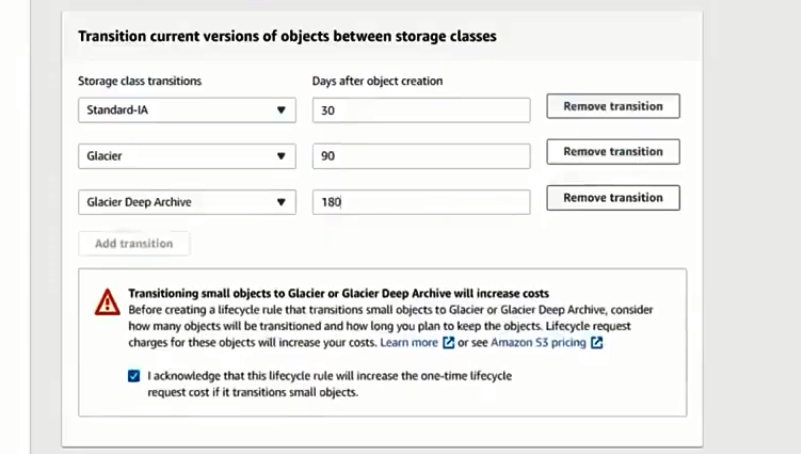 Transition current versions of objects between storage classes
Storage class transitions
Days after object creation
Standard-IA
30
Remove transition
Glacier
90
Remove transition
Glacier Deep Archive
180
Remove transition
Add transition
Transitioning small objects to Glacier or Glacier Deep Archive will increase costs
Before creating a lifecycle rule that transitions small objects to Glacier or Glacier Deep Archive, consider
how many objects will be transitioned and how long you plan to keep the objects. Lifecycle request
charges for these objects will increase your costs. Learn more or see Amazon S3 pricing
I acknowledge that this lifecycle rule will increase the one-time lifecycle
request cost if it transitions small objects.